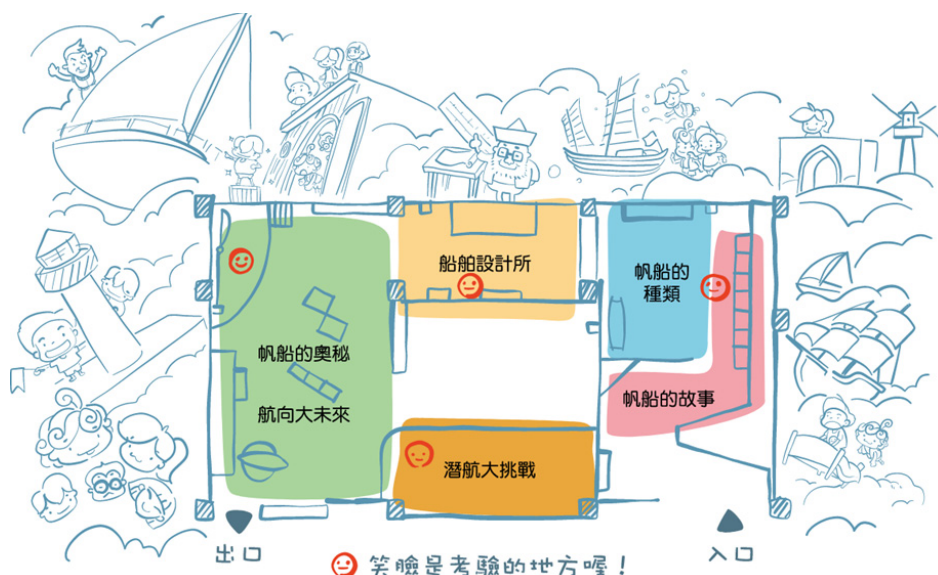 船舶設計所
帆船的
種類
帆船的奧秘
帆船的故事
航向大未來
潛航大挑戰
出口
入口
笑臉是考驗的地方喔！